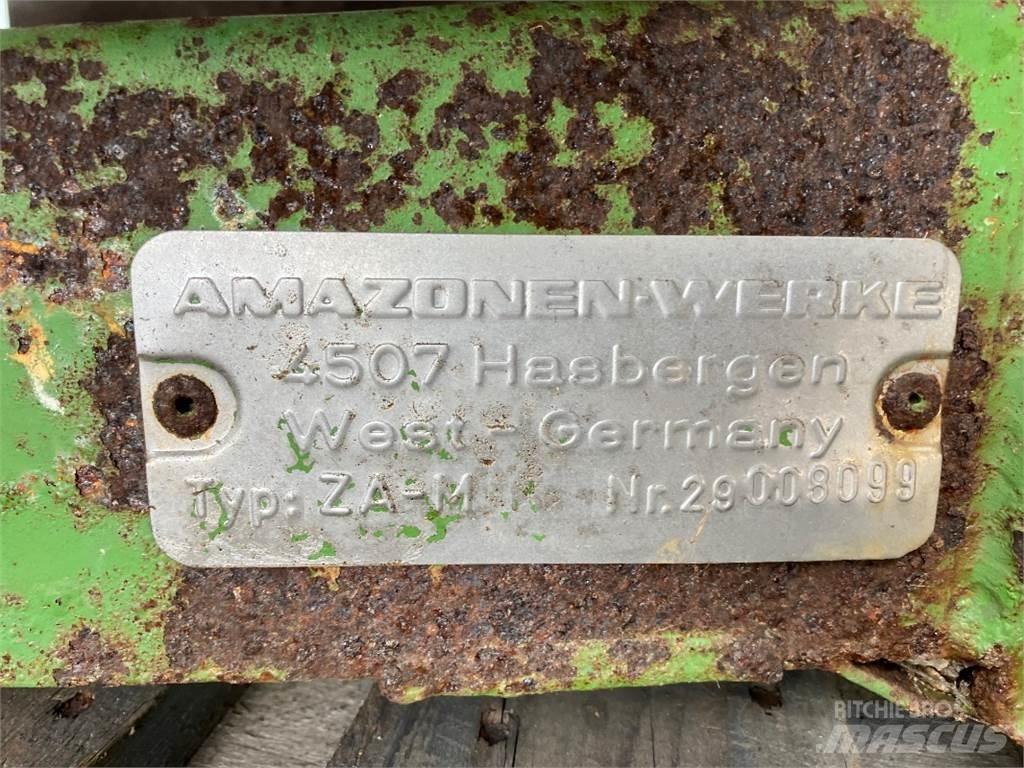 AMAZONEN-WERKE
4507 Hasbergen
West-Germany
Typ: ZA-M Nr. 29008099
RITCHIE BROS
MASCUS